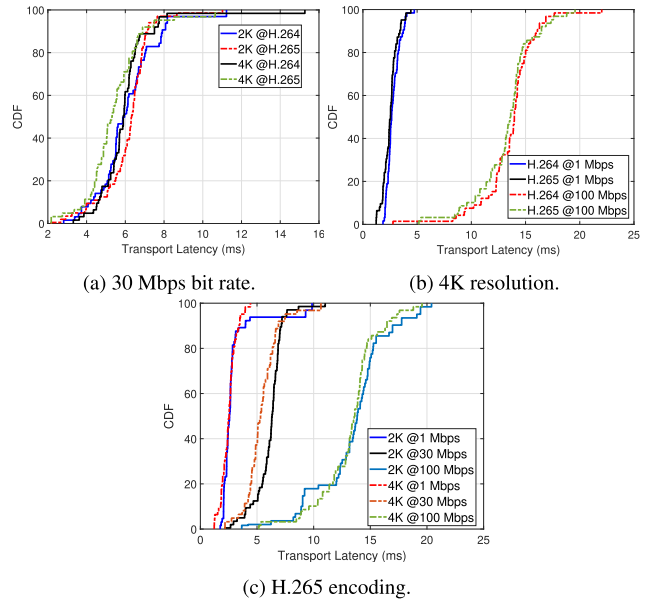 100
80
60
40
20
0
CDF
2 4 6 8 10 12 14 16
Transport Latency (ms)
2K @H.264
2K @H.265
4K @H.264
4K @H.265
(a) 30 Mbps bit rate.
100
80
60
40
20
0
CDF
0 5 10 15 20 25
Transport Latency (ms)
H.264 @1 Mbps
H.265 @1 Mbps
H.264 @100 Mbps
H.265 @100 Mbps
(b) 4K resolution.
100
80
60
40
20
0
CDF
0 5 10 15 20 25
Transport Latency (ms)
2K @1 Mbps
2K @30 Mbps
2K @100 Mbps
4K @1 Mbps
4K @30 Mbps
4K @100 Mbps
(c) H.265 encoding.